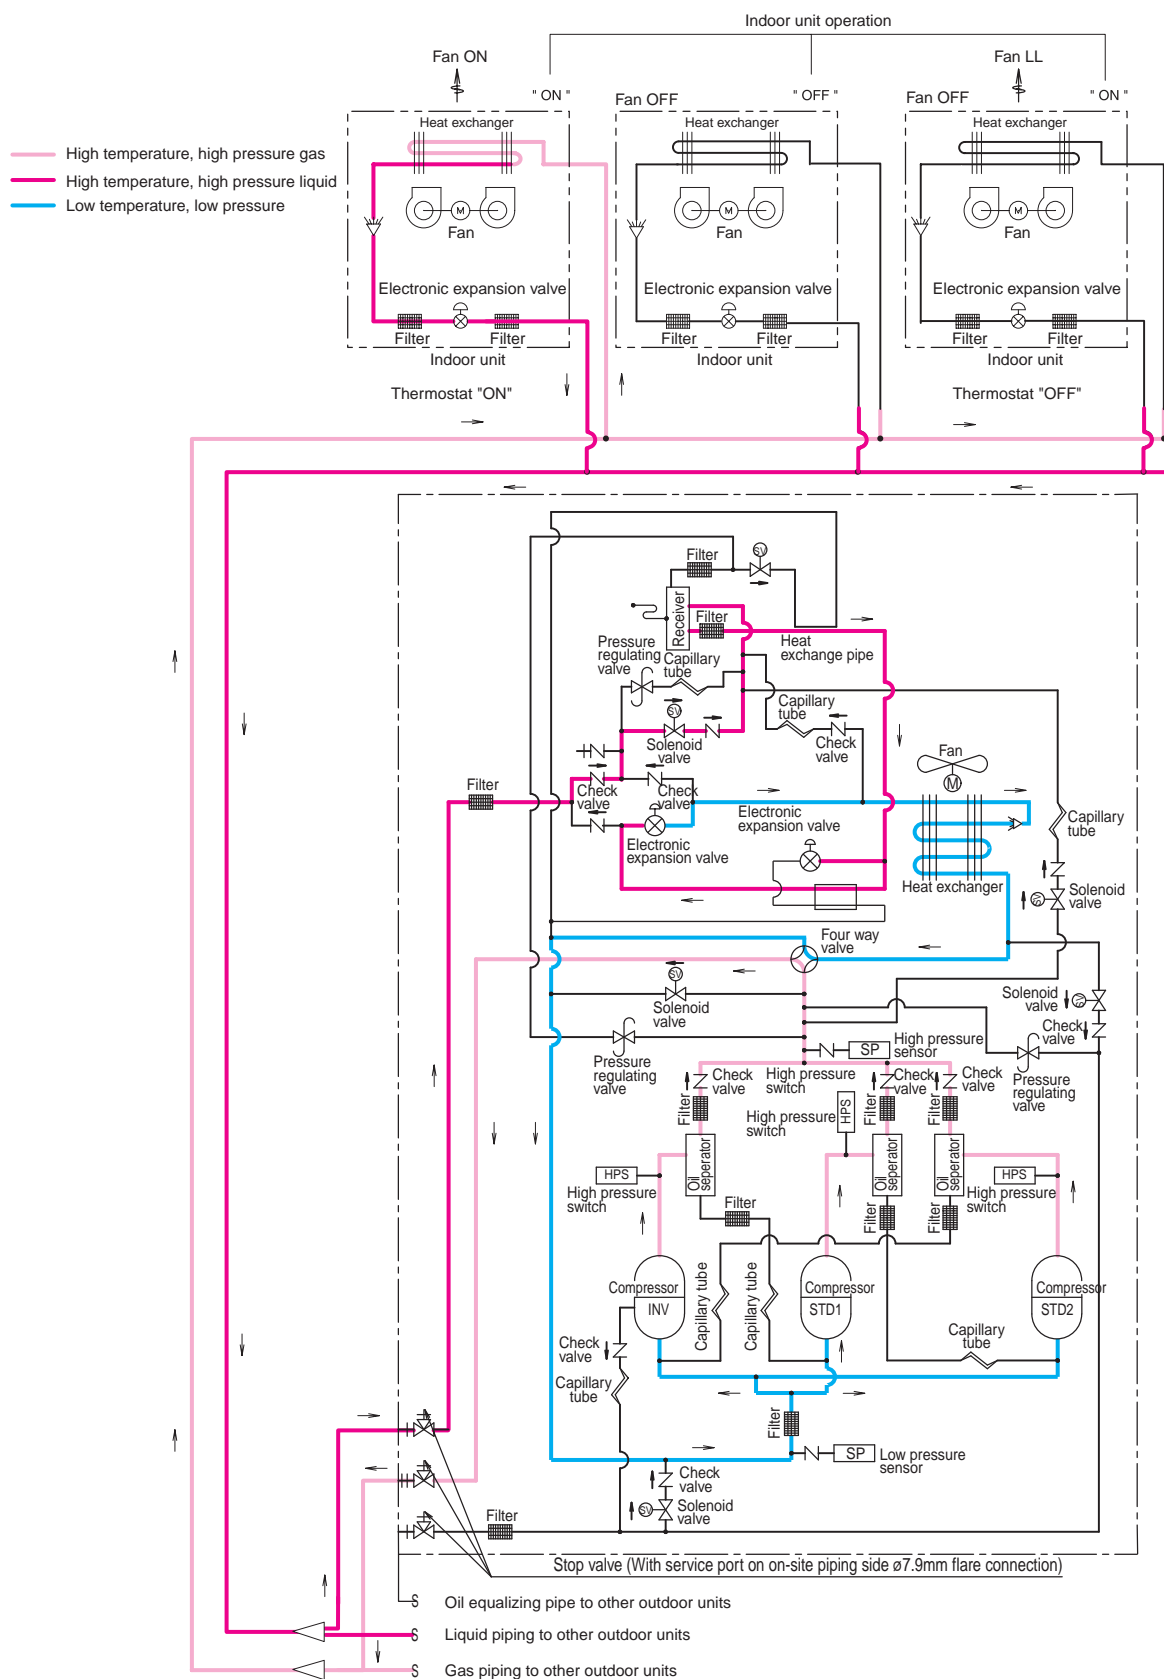 Indoor unit operation
Fan ON
Fan LL
" ON "
Fan OFF
" OFF "
Fan OFF
" ON "
Heat exchanger
Heat exchanger
Heat exchanger
High temperature, high pressure gas
High temperature, high pressure liquid
Low temperature, low pressure
M
M
M
Fan
Fan
Fan
Electronic expansion valve
Electronic expansion valve
Electronic expansion valve
Filter
Filter
Filter
Filter
Filter
Filter
Indoor unit
Indoor unit
Indoor unit
Thermostat "ON"
Thermostat "OFF"
Filter
SV
Receiver
Filter
Pressure
regulating
valve
Capillary
tube
Heat
exchange pipe
SV
Solenoid
valve
Capillary
tube
Check
valve
Fan
M
Filter
Check
valve
Check
valve
Electronic
expansion valve
Electronic
expansion valve
Capillary
tube
Heat exchanger
SV
Solenoid
valve
Four way
valve
SV
Solenoid
valve
Solenoid
valve
SV
Check
valve
Pressure
regulating
valve
SP
High pressure
sensor
High pressure
switch
Check
valve
Check
valve
Check
valve
Pressure
regulating
valve
Filter
Filter
Filter
High pressure
switch
HPS
Oil
seperator
Oil
seperator
Oil
seperator
HPS
High pressure
switch
HPS
High pressure
switch
Filter
Filter
Filter
Compressor
INV
Capillary tube
Capillary tube
Compressor
STD1
Compressor
STD2
Check
valve
Capillary
tube
Capillary
tube
Filter
SP
Low pressure
sensor
Check
valve
SV
Solenoid
valve
Filter
Stop valve (With service port on on-site piping side ø7.9mm flare connection)
S
Oil equalizing pipe to other outdoor units
S
Liquid piping to other outdoor units
S
Gas piping to other outdoor units